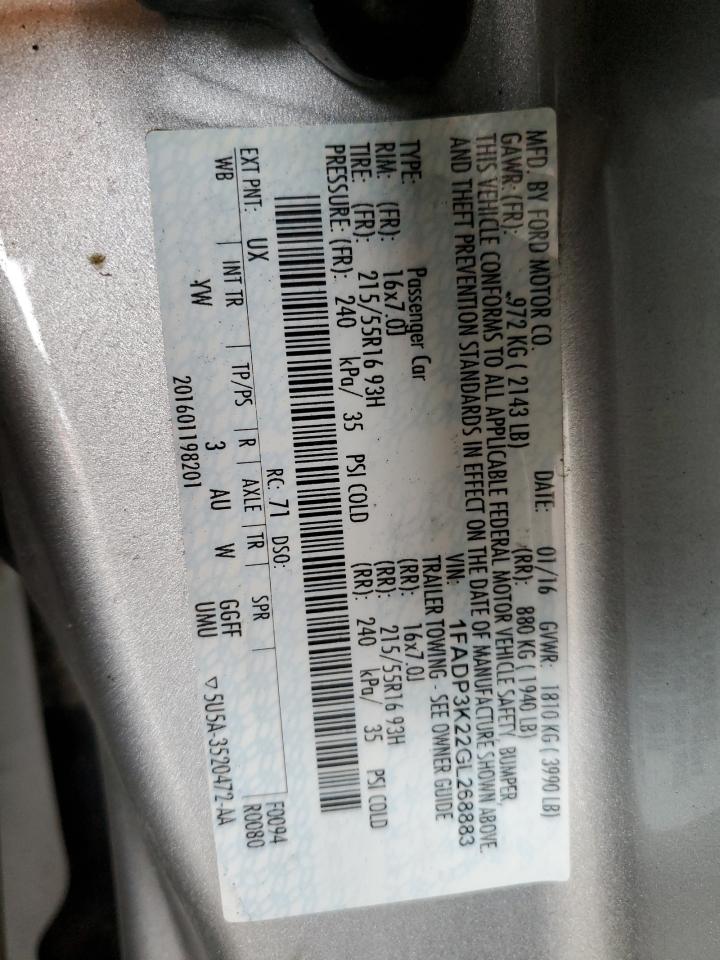 MFD. BY FORD MOTOR CO. DATE: 01/16 GVWR: 1810 KG ( 3990 LB)
GAWR: (FR): 972 KG ( 2143 LB) (RR): 880 KG ( 1940 LB)
THIS VEHICLE CONFORMS TO ALL APPLICABLE FEDERAL MOTOR VEHICLE SAFETY, BUMPER,
AND THEFT PREVENTION STANDARDS IN EFFECT ON THE DATE OF MANUFACTURE SHOWN ABOVE.
VIN: 1FADP3K22GL268883
TYPE: Passenger Car TRAILER TOWING - SEE OWNER GUIDE
RIM: (FR): 16x7.0J (RR): 16x7.0J
TIRE: (FR): 215/55R16 93H (RR): 215/55R16 93H
PRESSURE: (FR): 240 kPa/ 35 PSI COLD (RR): 240 kPa/ 35 PSI COLD
F0094
R0080
EXT PNT: UX RC: 71 DSO:
WB | INT TR | TP/PS | R | AXLE | TR | SPR |
YW 3 AU W GGFF
UMU
201601198201 ▽5U5A-3520472-AA